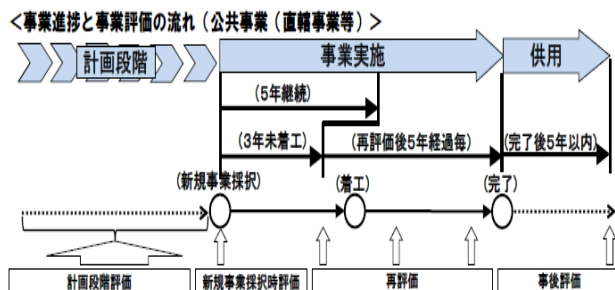 <事業進捗と事業評価の流れ(公共事業(直轄事業等)>
計画段階 事業実施 供用
(5年継続)
(3年未着工) (再評価後5年経過毎) (完了後5年以内)
(新規事業採択) (着工) (完了)
計画段階評価 新規事業採択時評価 再評価 事後評価